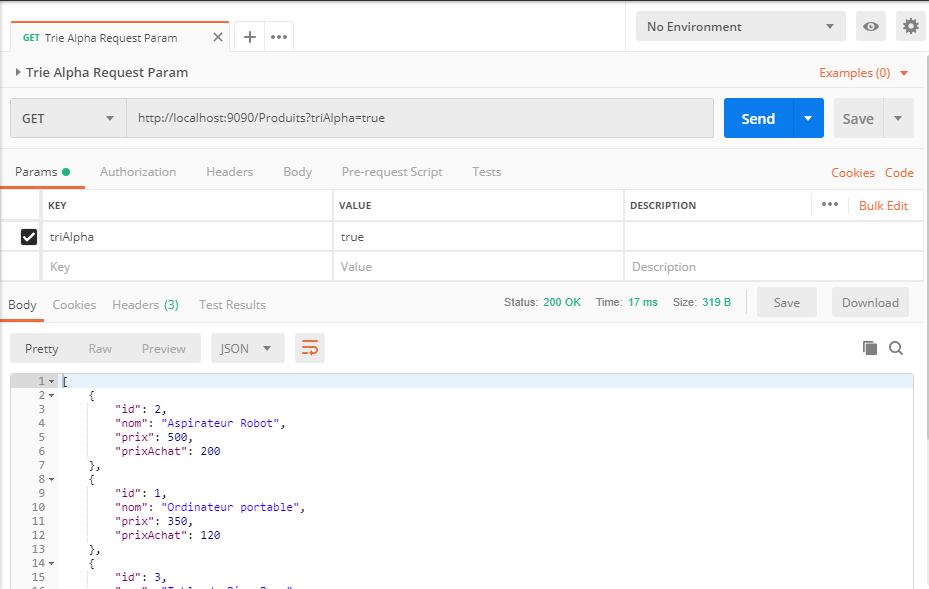 GET Trie Alpha Request Param
No Environment
Trie Alpha Request Param
Examples (0)
GET
http://localhost:9090/Produits?triAlpha=true
Send
Save
Params
Authorization
Headers
Body
Pre-request Script
Tests
Cookies
Code
KEY
VALUE
DESCRIPTION
Bulk Edit
triAlpha
true
Key
Value
Description
Body
Cookies
Headers (3)
Test Results
Status: 200 OK
Time: 17 ms
Size: 319 B
Save
Download
Pretty
Raw
Preview
JSON
1 [
2 {
3 "id": 2,
4 "nom": "Aspirateur Robot",
5 "prix": 500,
6 "prixAchat": 200
7 },
8 {
9 "id": 1,
10 "nom": "Ordinateur portable",
11 "prix": 350,
12 "prixAchat": 120
13 },
14 {
15 "id": 3,